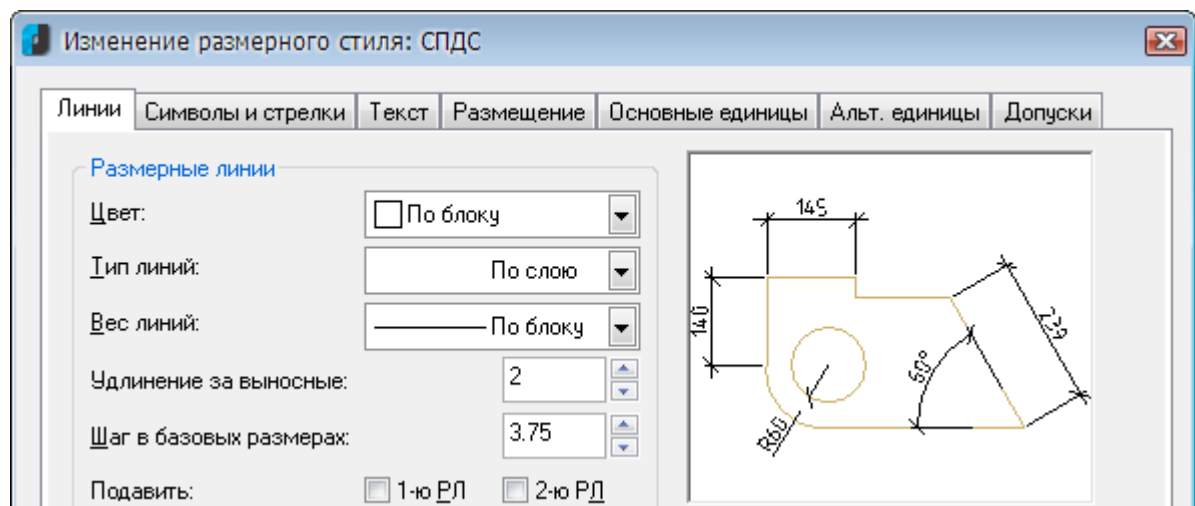 Изменение размерного стиля: СПДС
Линии Символы и стрелки Текст Размещение Основные единицы Альт. единицы Допуски
Размерные линии
Цвет: По блоку
Тип линий: По слою
Вес линий: По блоку
Удлинение за выносные: 2
Шаг в базовых размерах: 3.75
Подавить: 1-ю РЛ 2-ю РЛ
145
140
239
60°
R60